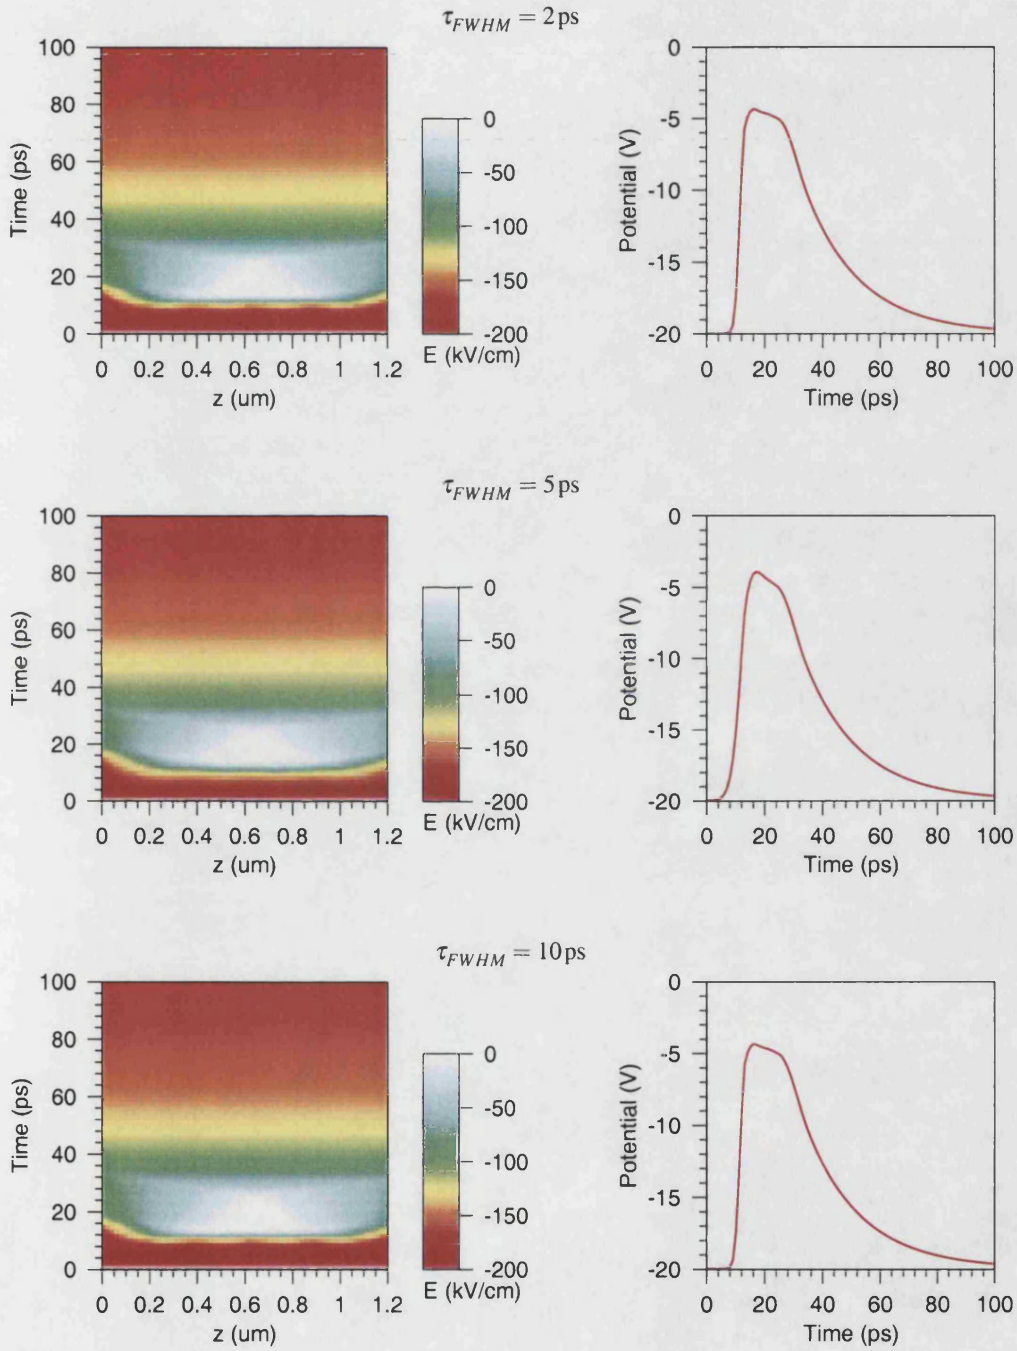 τFWHM = 2 ps
100
80
60
40
20
0
Time (ps)
0 0.2 0.4 0.6 0.8 1 1.2
z (um)
0
-50
-100
-150
-200
E (kV/cm)
0
-5
-10
-15
-20
Potential (V)
0 20 40 60 80 100
Time (ps)
τFWHM = 5 ps
100
80
60
40
20
0
Time (ps)
0 0.2 0.4 0.6 0.8 1 1.2
z (um)
0
-50
-100
-150
-200
E (kV/cm)
0
-5
-10
-15
-20
Potential (V)
0 20 40 60 80 100
Time (ps)
τFWHM = 10 ps
100
80
60
40
20
0
Time (ps)
0 0.2 0.4 0.6 0.8 1 1.2
z (um)
0
-50
-100
-150
-200
E (kV/cm)
0
-5
-10
-15
-20
Potential (V)
0 20 40 60 80 100
Time (ps)